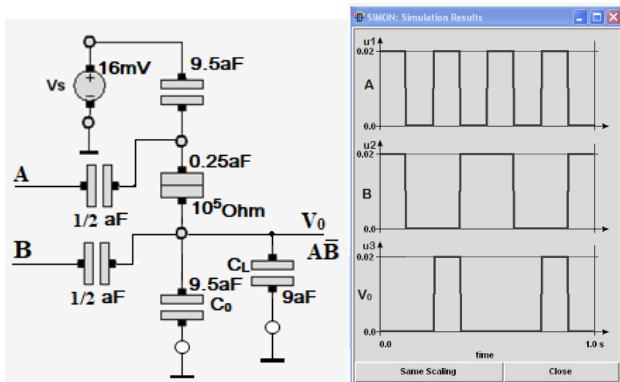 16mV
Vs
9.5aF
A
0.25aF
1/2 aF
10⁵Ohm
B
V₀
AB̅
1/2 aF
C_L
9.5aF
C₀
9aF
SIMON: Simulation Results
u1
0.02
A
0.0
u2
0.02
B
0.0
u3
0.02
V₀
0.0
0.0
1.0 s
time
Same Scaling
Close